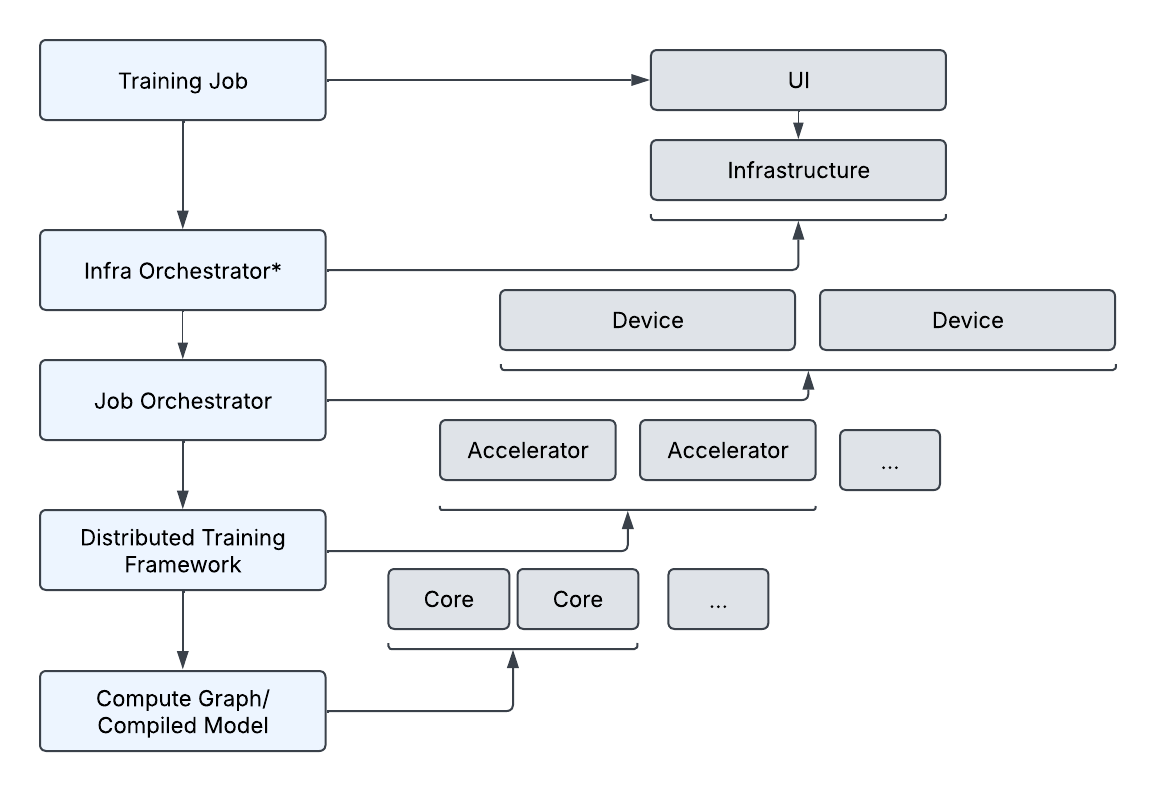 Training Job
UI
Infrastructure
Infra Orchestrator*
Device
Device
Job Orchestrator
Accelerator
Accelerator
...
Distributed Training
Framework
Core
Core
...
Compute Graph/
Compiled Model